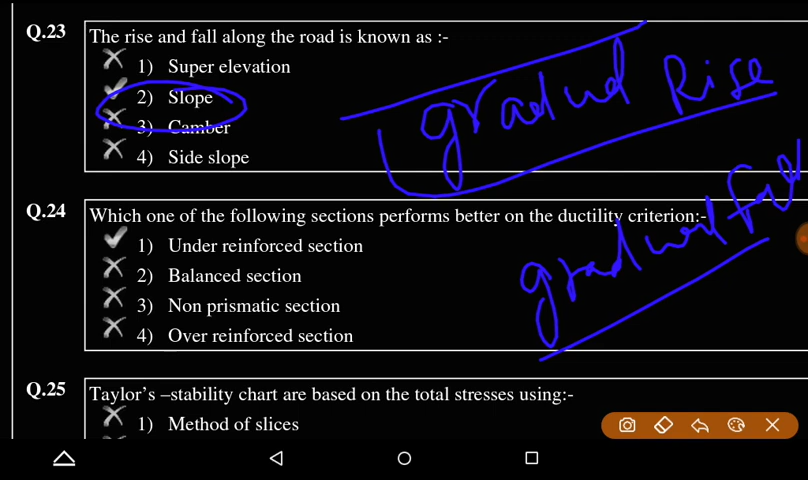 Q.23 The rise and fall along the road is known as :-
1) Super elevation
2) Slope
3) Camber
4) Side slope
gradual Rise
Q.24 Which one of the following sections performs better on the ductility criterion:-
1) Under reinforced section
2) Balanced section
3) Non prismatic section
4) Over reinforced section
gradual fall
Q.25 Taylor's –stability chart are based on the total stresses using:-
1) Method of slices